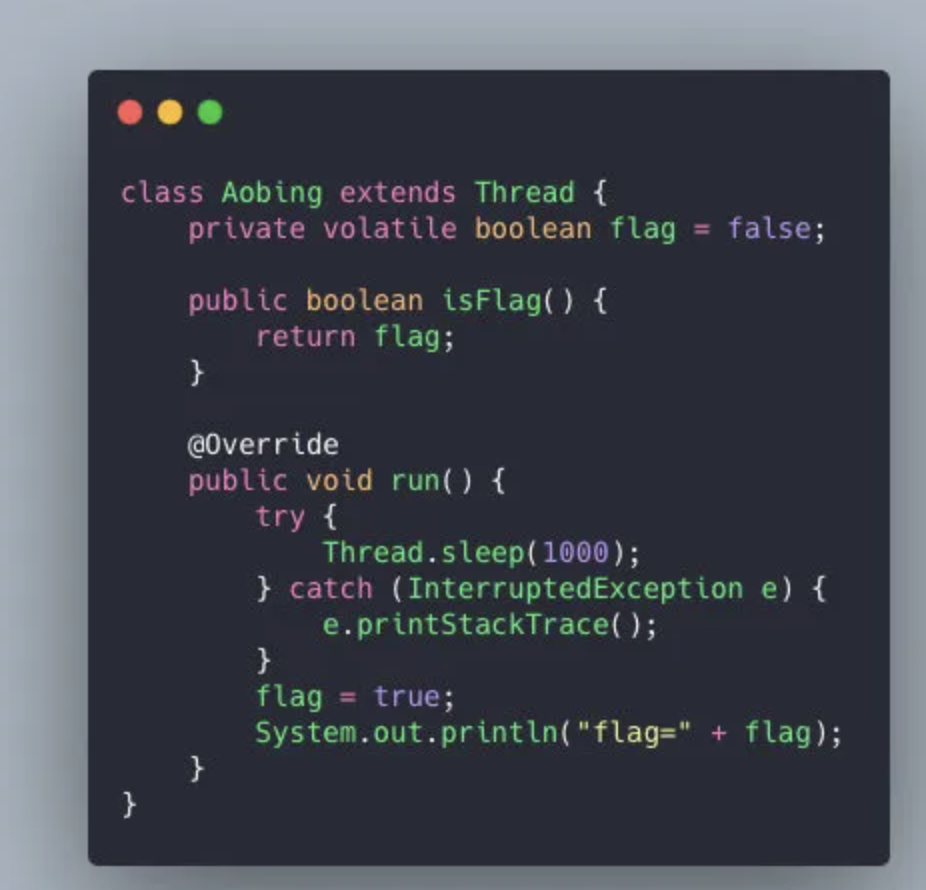 class Aobing extends Thread {
    private volatile boolean flag = false;

    public boolean isFlag() {
        return flag;
    }

    @Override
    public void run() {
        try {
            Thread.sleep(1000);
        } catch (InterruptedException e) {
            e.printStackTrace();
        }
        flag = true;
        System.out.println("flag=" + flag);
    }
}